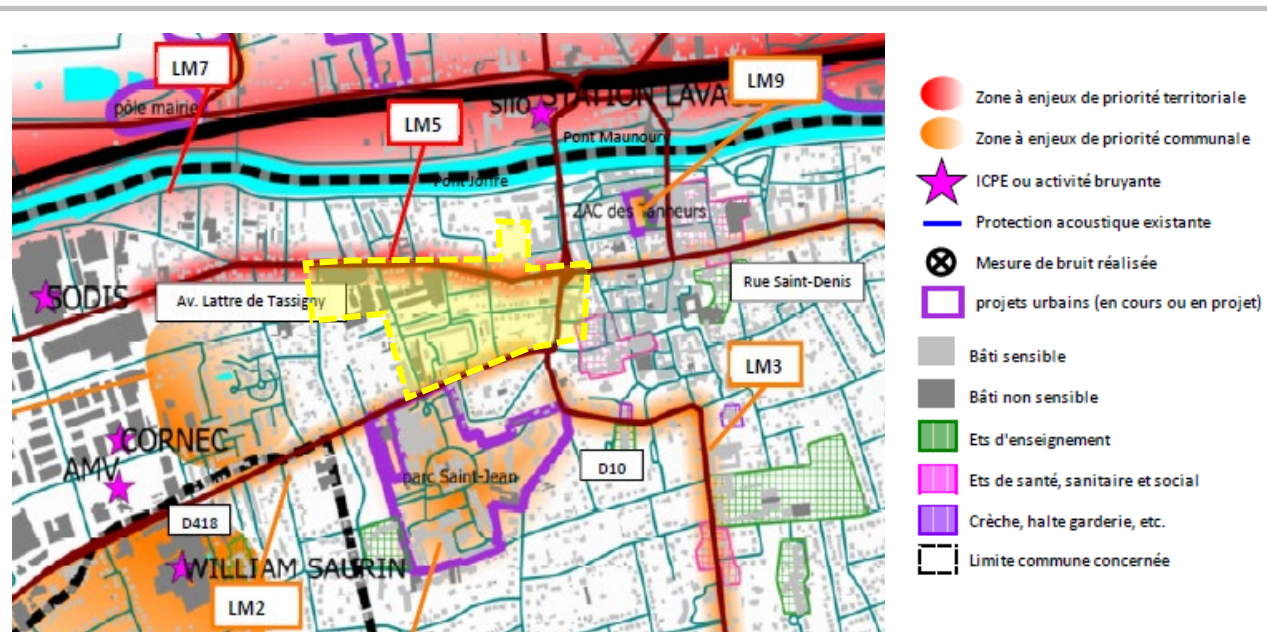 LM7
LM9
pôle mairie
Silo
STATION LAVA
LM5
Pont Maunoury
Pont Joffre
ZAC des Tanneurs
SODIS
Av. Lattre de Tassigny
Rue Saint-Denis
LM3
CORNEC
AMV
parc Saint-Jean
D10
D418
WILLIAM SAURIN
LM2
Zone à enjeux de priorité territoriale
Zone à enjeux de priorité communale
ICPE ou activité bruyante
Protection acoustique existante
Mesure de bruit réalisée
projets urbains (en cours ou en projet)
Bâti sensible
Bâti non sensible
Ets d'enseignement
Ets de santé, sanitaire et social
Crèche, halte garderie, etc.
Limite commune concernée